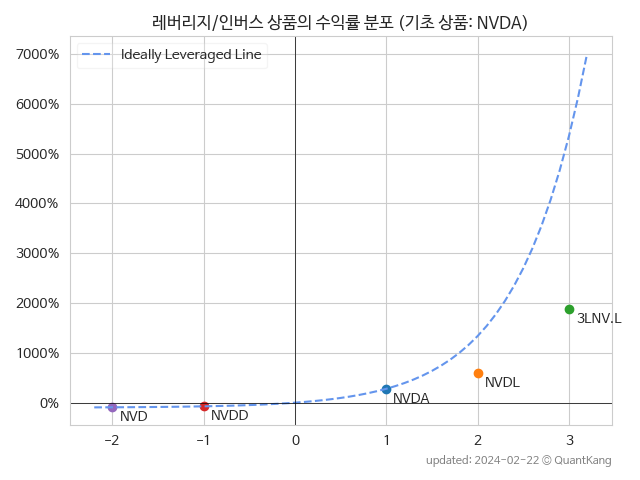 레버리지/인버스 상품의 수익률 분포 (기초 상품: NVDA)
Ideally Leveraged Line
7000%
6000%
5000%
4000%
3000%
2000%
1000%
0%
3LNV.L
NVDL
NVDA
NVDD
NVD
-2 -1 0 1 2 3
updated: 2024-02-22 © QuantKang